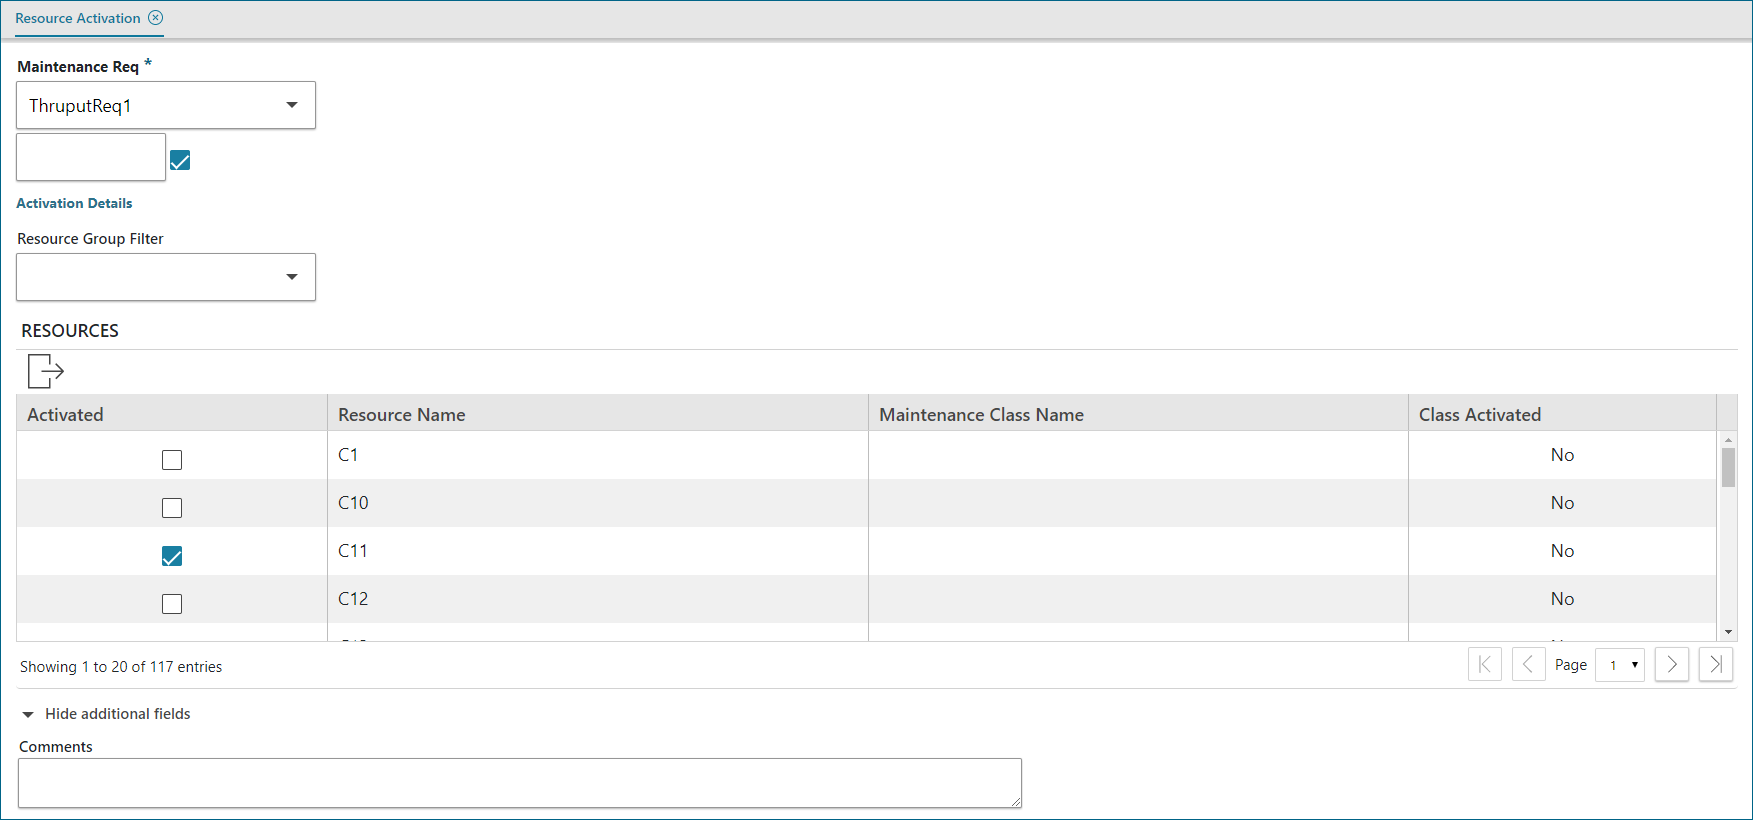 Resource Activation
Maintenance Req *
ThruputReq1
Activation Details
Resource Group Filter
RESOURCES
Activated Resource Name Maintenance Class Name Class Activated
C1 No
C10 No
C11 No
C12 No
Showing 1 to 20 of 117 entries Page 1
Hide additional fields
Comments